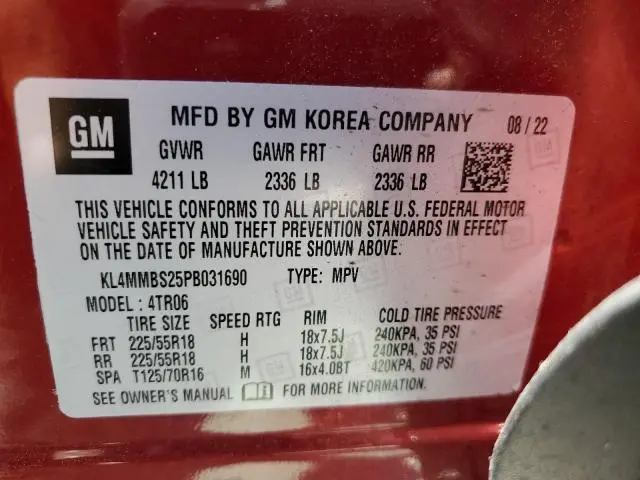 GM MFD BY GM KOREA COMPANY 08 / 22
GVWR GAWR FRT GAWR RR
4211 LB 2336 LB 2336 LB
THIS VEHICLE CONFORMS TO ALL APPLICABLE U.S. FEDERAL MOTOR
VEHICLE SAFETY AND THEFT PREVENTION STANDARDS IN EFFECT
ON THE DATE OF MANUFACTURE SHOWN ABOVE.
KL4MMBS25PB031690 TYPE: MPV
MODEL: 4TR06
TIRE SIZE SPEED RTG RIM COLD TIRE PRESSURE
FRT 225/55R18 H 18x7.5J 240KPA, 35 PSI
RR 225/55R18 H 18x7.5J 240KPA, 35 PSI
SPA T125/70R16 M 16x4.0BT 420KPA, 60 PSI
SEE OWNER'S MANUAL FOR MORE INFORMATION.